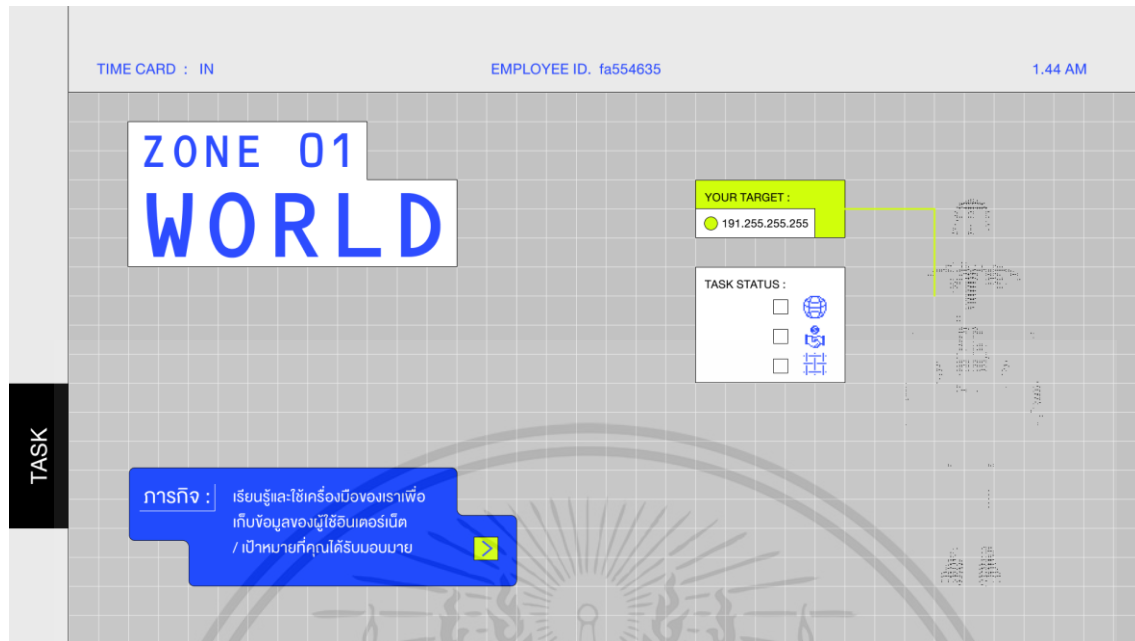 TIME CARD : IN
EMPLOYEE ID. fa554635
1.44 AM
ZONE 01
WORLD
YOUR TARGET :
191.255.255.255
TASK STATUS :
TASK
ภารกิจ :
เรียนรู้และใช้เครื่องมือของเราเพื่อ
เก็บข้อมูลของผู้ใช้อินเตอร์เน็ต
/ เป้าหมายที่คุณได้รับมอบมาย